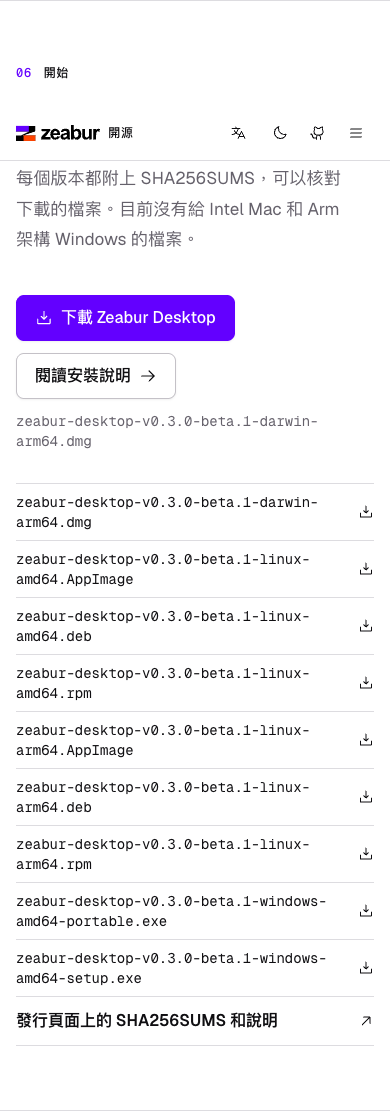 06 開始
zeabur 開源
每個版本都附上 SHA256SUMS，可以核對
下載的檔案。目前沒有給 Intel Mac 和 Arm
架構 Windows 的檔案。
下載 Zeabur Desktop
閱讀安裝說明
zeabur-desktop-v0.3.0-beta.1-darwin-
arm64.dmg
zeabur-desktop-v0.3.0-beta.1-darwin-
arm64.dmg
zeabur-desktop-v0.3.0-beta.1-linux-
amd64.AppImage
zeabur-desktop-v0.3.0-beta.1-linux-
amd64.deb
zeabur-desktop-v0.3.0-beta.1-linux-
amd64.rpm
zeabur-desktop-v0.3.0-beta.1-linux-
arm64.AppImage
zeabur-desktop-v0.3.0-beta.1-linux-
arm64.deb
zeabur-desktop-v0.3.0-beta.1-linux-
arm64.rpm
zeabur-desktop-v0.3.0-beta.1-windows-
amd64-portable.exe
zeabur-desktop-v0.3.0-beta.1-windows-
amd64-setup.exe
發行頁面上的 SHA256SUMS 和說明